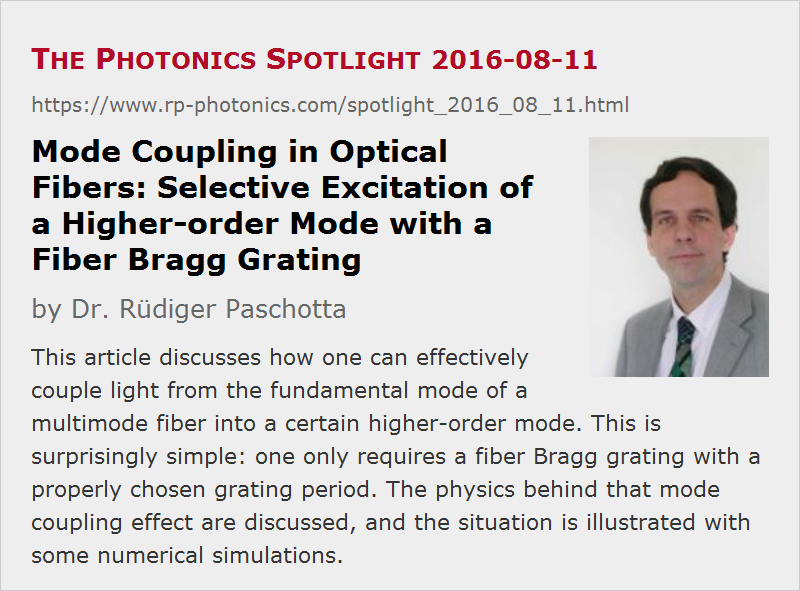 The Photonics Spotlight 2016-08-11
https://www.rp-photonics.com/spotlight_2016_08_11.html
Mode Coupling in Optical
Fibers: Selective Excitation of
a Higher-order Mode with a
Fiber Bragg Grating
by Dr. Rüdiger Paschotta
This article discusses how one can effectively
couple light from the fundamental mode of a
multimode fiber into a certain higher-order mode. This is
surprisingly simple: one only requires a fiber Bragg grating with a
properly chosen grating period. The physics behind that mode
coupling effect are discussed, and the situation is illustrated with
some numerical simulations.